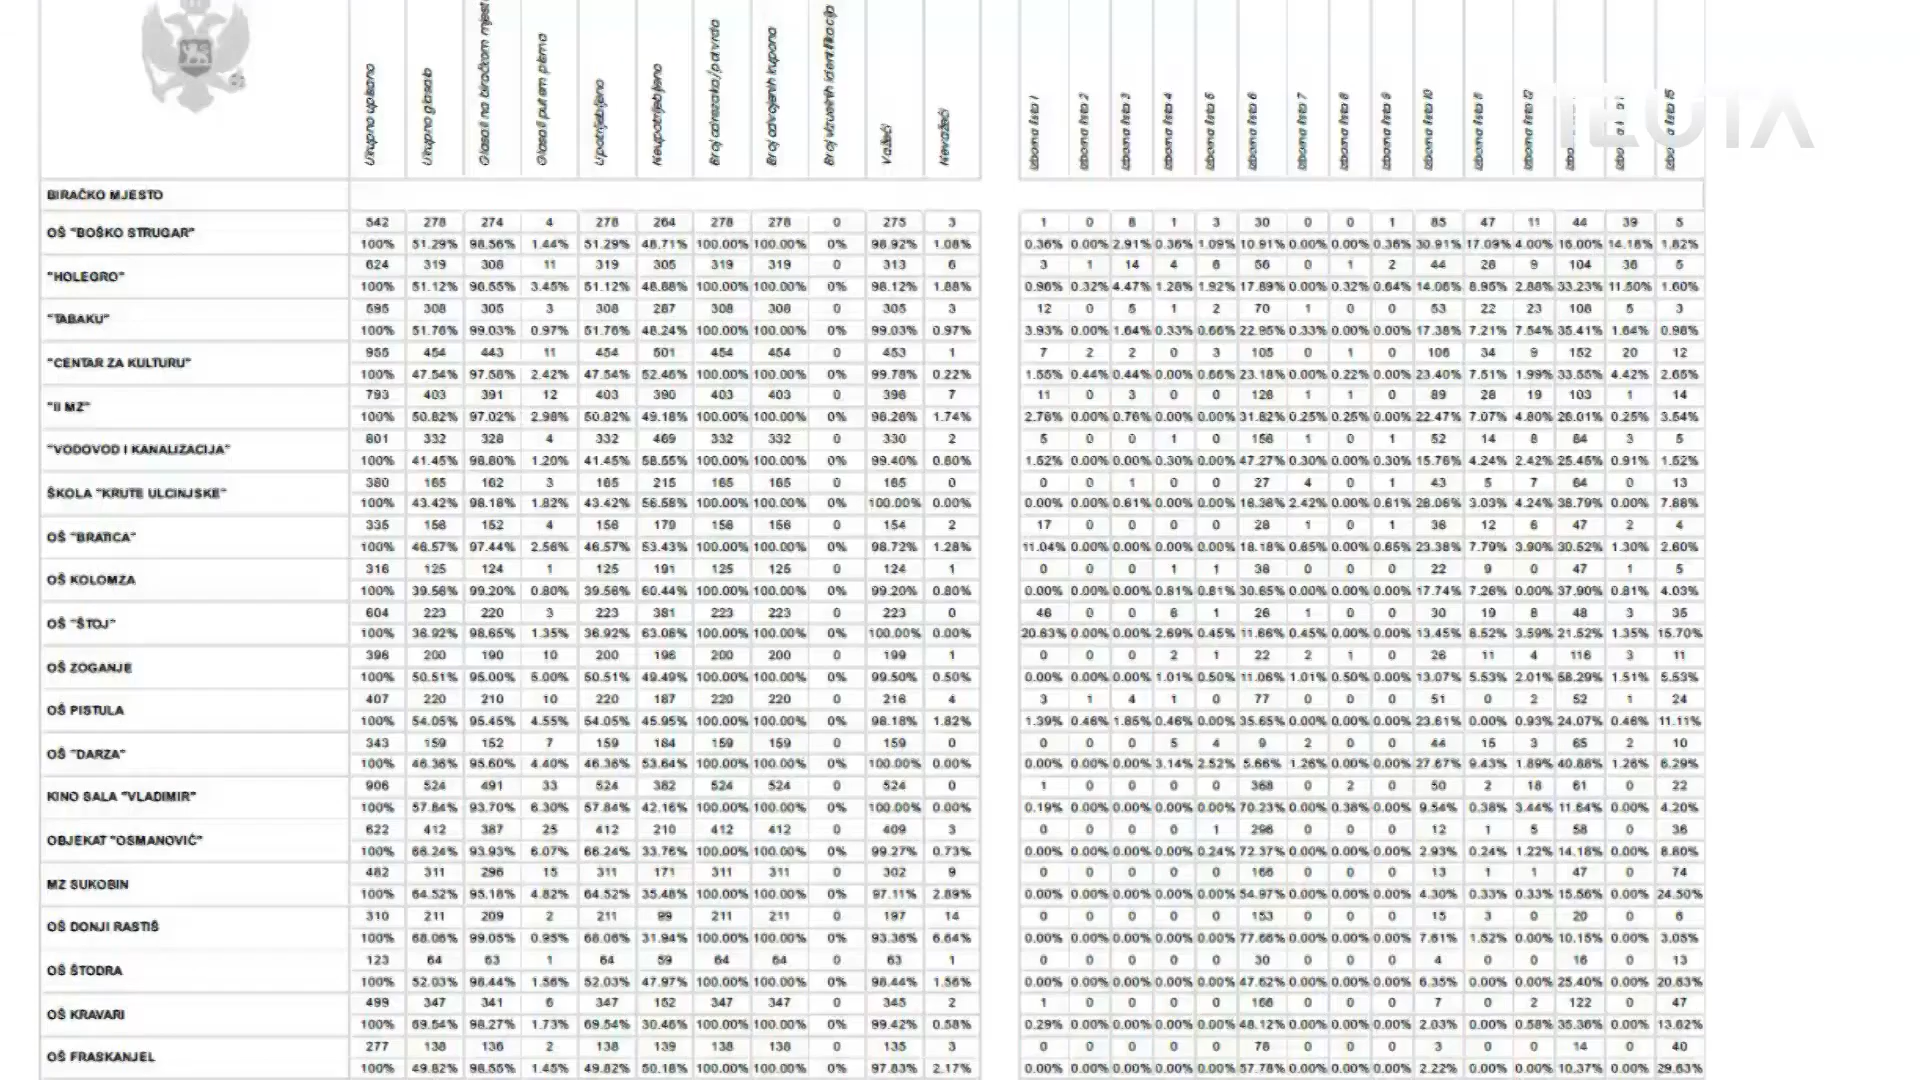 TEUTA
Ukupno upisano Ukupno glasalo Glasali na biračkom mjestu Glasali putem pisma Upotrijebljeno Neupotrijebljeno Broj odrezaka/potvrda Broj odvojenih kupona Broj vizuelnih identifikacija Važeći Nevažeći Izborna lista 1 Izborna lista 2 Izborna lista 3 Izborna lista 4 Izborna lista 5 Izborna lista 6 Izborna lista 7 Izborna lista 8 Izborna lista 9 Izborna lista 10 Izborna lista 11 Izborna lista 12
BIRAČKO MJESTO
OŠ "BOŠKO STRUGAR"
542 278 274 4 278 264 278 278 0 275 3 1 0 8 1 3 30 0 0 1 85 47 11 44 39 5
100% 51.29% 98.56% 1.44% 51.29% 48.71% 100.00% 100.00% 0% 98.92% 1.08% 0.36% 0.00% 2.91% 0.36% 1.09% 10.91% 0.00% 0.00% 0.36% 30.91% 17.09% 4.00% 16.00% 14.18% 1.82%
"HOLEGRO"
624 319 308 11 319 305 319 319 0 313 6 3 1 14 4 6 56 0 1 2 44 28 9 104 36 5
100% 51.12% 96.55% 3.45% 51.12% 48.88% 100.00% 100.00% 0% 98.12% 1.88% 0.96% 0.32% 4.47% 1.28% 1.92% 17.89% 0.00% 0.32% 0.64% 14.06% 8.95% 2.88% 33.23% 11.50% 1.60%
"TABAKU"
595 308 305 3 308 287 308 308 0 305 3 12 0 5 1 2 70 1 0 0 53 22 23 108 5 3
100% 51.76% 99.03% 0.97% 51.76% 48.24% 100.00% 100.00% 0% 99.03% 0.97% 3.93% 0.00% 1.64% 0.33% 0.66% 22.95% 0.33% 0.00% 0.00% 17.38% 7.21% 7.54% 35.41% 1.64% 0.98%
"CENTAR ZA KULTURU"
955 454 443 11 454 501 454 454 0 453 1 7 2 2 0 3 105 0 1 0 106 34 9 152 20 12
100% 47.54% 97.58% 2.42% 47.54% 52.46% 100.00% 100.00% 0% 99.78% 0.22% 1.55% 0.44% 0.44% 0.00% 0.66% 23.18% 0.00% 0.22% 0.00% 23.40% 7.51% 1.99% 33.55% 4.42% 2.65%
"II MZ"
793 403 391 12 403 390 403 403 0 396 7 11 0 3 0 0 126 1 1 0 89 28 19 103 1 14
100% 50.82% 97.02% 2.98% 50.82% 49.18% 100.00% 100.00% 0% 98.26% 1.74% 2.78% 0.00% 0.76% 0.00% 0.00% 31.82% 0.25% 0.25% 0.00% 22.47% 7.07% 4.80% 26.01% 0.25% 3.54%
"VODOVOD I KANALIZACIJA"
801 332 328 4 332 469 332 332 0 330 2 5 0 0 1 0 156 1 0 1 52 14 8 84 3 5
100% 41.45% 98.80% 1.20% 41.45% 58.55% 100.00% 100.00% 0% 99.40% 0.60% 1.52% 0.00% 0.00% 0.30% 0.00% 47.27% 0.30% 0.00% 0.30% 15.76% 4.24% 2.42% 25.45% 0.91% 1.52%
ŠKOLA "KRUTE ULCINJSKE"
380 165 162 3 165 215 165 165 0 165 0 0 0 1 0 0 27 4 0 1 43 5 7 64 0 13
100% 43.42% 98.18% 1.82% 43.42% 56.58% 100.00% 100.00% 0% 100.00% 0.00% 0.00% 0.00% 0.61% 0.00% 0.00% 16.36% 2.42% 0.00% 0.61% 26.06% 3.03% 4.24% 38.79% 0.00% 7.88%
OŠ "BRATICA"
335 156 152 4 156 179 156 156 0 154 2 17 0 0 0 0 28 1 0 1 36 12 6 47 2 4
100% 46.57% 97.44% 2.56% 46.57% 53.43% 100.00% 100.00% 0% 98.72% 1.28% 11.04% 0.00% 0.00% 0.00% 0.00% 18.18% 0.65% 0.00% 0.65% 23.38% 7.79% 3.90% 30.52% 1.30% 2.60%
OŠ KOLOMZA
316 125 124 1 125 191 125 125 0 124 1 0 0 0 1 1 38 0 0 0 22 9 0 47 1 5
100% 39.56% 99.20% 0.80% 39.56% 60.44% 100.00% 100.00% 0% 99.20% 0.80% 0.00% 0.00% 0.00% 0.81% 0.81% 30.65% 0.00% 0.00% 0.00% 17.74% 7.26% 0.00% 37.90% 0.81% 4.03%
OŠ "ŠTOJ"
604 223 220 3 223 381 223 223 0 223 0 46 0 0 6 1 26 1 0 0 30 19 8 48 3 35
100% 36.92% 98.65% 1.35% 36.92% 63.08% 100.00% 100.00% 0% 100.00% 0.00% 20.63% 0.00% 0.00% 2.69% 0.45% 11.66% 0.45% 0.00% 0.00% 13.45% 8.52% 3.59% 21.52% 1.35% 15.70%
OŠ ZOGANJE
396 200 190 10 200 196 200 200 0 199 1 0 0 0 2 1 22 2 1 0 26 11 4 116 3 11
100% 50.51% 95.00% 5.00% 50.51% 49.49% 100.00% 100.00% 0% 99.50% 0.50% 0.00% 0.00% 0.00% 1.01% 0.50% 11.06% 1.01% 0.50% 0.00% 13.07% 5.53% 2.01% 58.29% 1.51% 5.53%
OŠ PISTULA
407 220 210 10 220 187 220 220 0 216 4 3 1 4 1 0 77 0 0 0 51 0 2 52 1 24
100% 54.05% 95.45% 4.55% 54.05% 45.95% 100.00% 100.00% 0% 98.18% 1.82% 1.39% 0.46% 1.85% 0.46% 0.00% 35.65% 0.00% 0.00% 0.00% 23.61% 0.00% 0.93% 24.07% 0.46% 11.11%
OŠ "DARZA"
343 159 152 7 159 184 159 159 0 159 0 0 0 0 5 4 9 2 0 0 44 15 3 65 2 10
100% 46.36% 95.60% 4.40% 46.36% 53.64% 100.00% 100.00% 0% 100.00% 0.00% 0.00% 0.00% 0.00% 3.14% 2.52% 5.66% 1.26% 0.00% 0.00% 27.67% 9.43% 1.89% 40.88% 1.26% 6.29%
KINO SALA "VLADIMIR"
906 524 491 33 524 382 524 524 0 524 0 1 0 0 0 0 368 0 2 0 50 2 18 61 0 22
100% 57.84% 93.70% 6.30% 57.84% 42.16% 100.00% 100.00% 0% 100.00% 0.00% 0.19% 0.00% 0.00% 0.00% 0.00% 70.23% 0.00% 0.38% 0.00% 9.54% 0.38% 3.44% 11.64% 0.00% 4.20%
OBJEKAT "OSMANOVIĆ"
622 412 387 25 412 210 412 412 0 409 3 0 0 0 0 1 296 0 0 0 12 1 5 58 0 36
100% 66.24% 93.93% 6.07% 66.24% 33.76% 100.00% 100.00% 0% 99.27% 0.73% 0.00% 0.00% 0.00% 0.00% 0.24% 72.37% 0.00% 0.00% 0.00% 2.93% 0.24% 1.22% 14.18% 0.00% 8.80%
MZ SUKOBIN
482 311 296 15 311 171 311 311 0 302 9 0 0 0 0 0 166 0 0 0 13 1 1 47 0 74
100% 64.52% 95.18% 4.82% 64.52% 35.48% 100.00% 100.00% 0% 97.11% 2.89% 0.00% 0.00% 0.00% 0.00% 0.00% 54.97% 0.00% 0.00% 0.00% 4.30% 0.33% 0.33% 15.56% 0.00% 24.50%
OŠ DONJI RASTIŠ
310 211 209 2 211 99 211 211 0 197 14 0 0 0 0 0 153 0 0 0 15 3 0 20 0 6
100% 68.06% 99.05% 0.95% 68.06% 31.94% 100.00% 100.00% 0% 93.36% 6.64% 0.00% 0.00% 0.00% 0.00% 0.00% 77.66% 0.00% 0.00% 0.00% 7.61% 1.52% 0.00% 10.15% 0.00% 3.05%
OŠ ŠTODRA
123 64 63 1 64 59 64 64 0 63 1 0 0 0 0 0 30 0 0 0 4 0 0 16 0 13
100% 52.03% 98.44% 1.56% 52.03% 47.97% 100.00% 100.00% 0% 98.44% 1.56% 0.00% 0.00% 0.00% 0.00% 0.00% 47.62% 0.00% 0.00% 0.00% 6.35% 0.00% 0.00% 25.40% 0.00% 20.63%
OŠ KRAVARI
499 347 341 6 347 152 347 347 0 345 2 1 0 0 0 0 166 0 0 0 7 0 2 122 0 47
100% 69.54% 98.27% 1.73% 69.54% 30.46% 100.00% 100.00% 0% 99.42% 0.58% 0.29% 0.00% 0.00% 0.00% 0.00% 48.12% 0.00% 0.00% 0.00% 2.03% 0.00% 0.58% 35.36% 0.00% 13.62%
OŠ FRASKANJEL
277 138 136 2 138 139 138 138 0 135 3 0 0 0 0 0 78 0 0 0 3 0 0 14 0 40
100% 49.82% 98.55% 1.45% 49.82% 50.18% 100.00% 100.00% 0% 97.83% 2.17% 0.00% 0.00% 0.00% 0.00% 0.00% 57.78% 0.00% 0.00% 0.00% 2.22% 0.00% 0.00% 10.37% 0.00% 29.63%